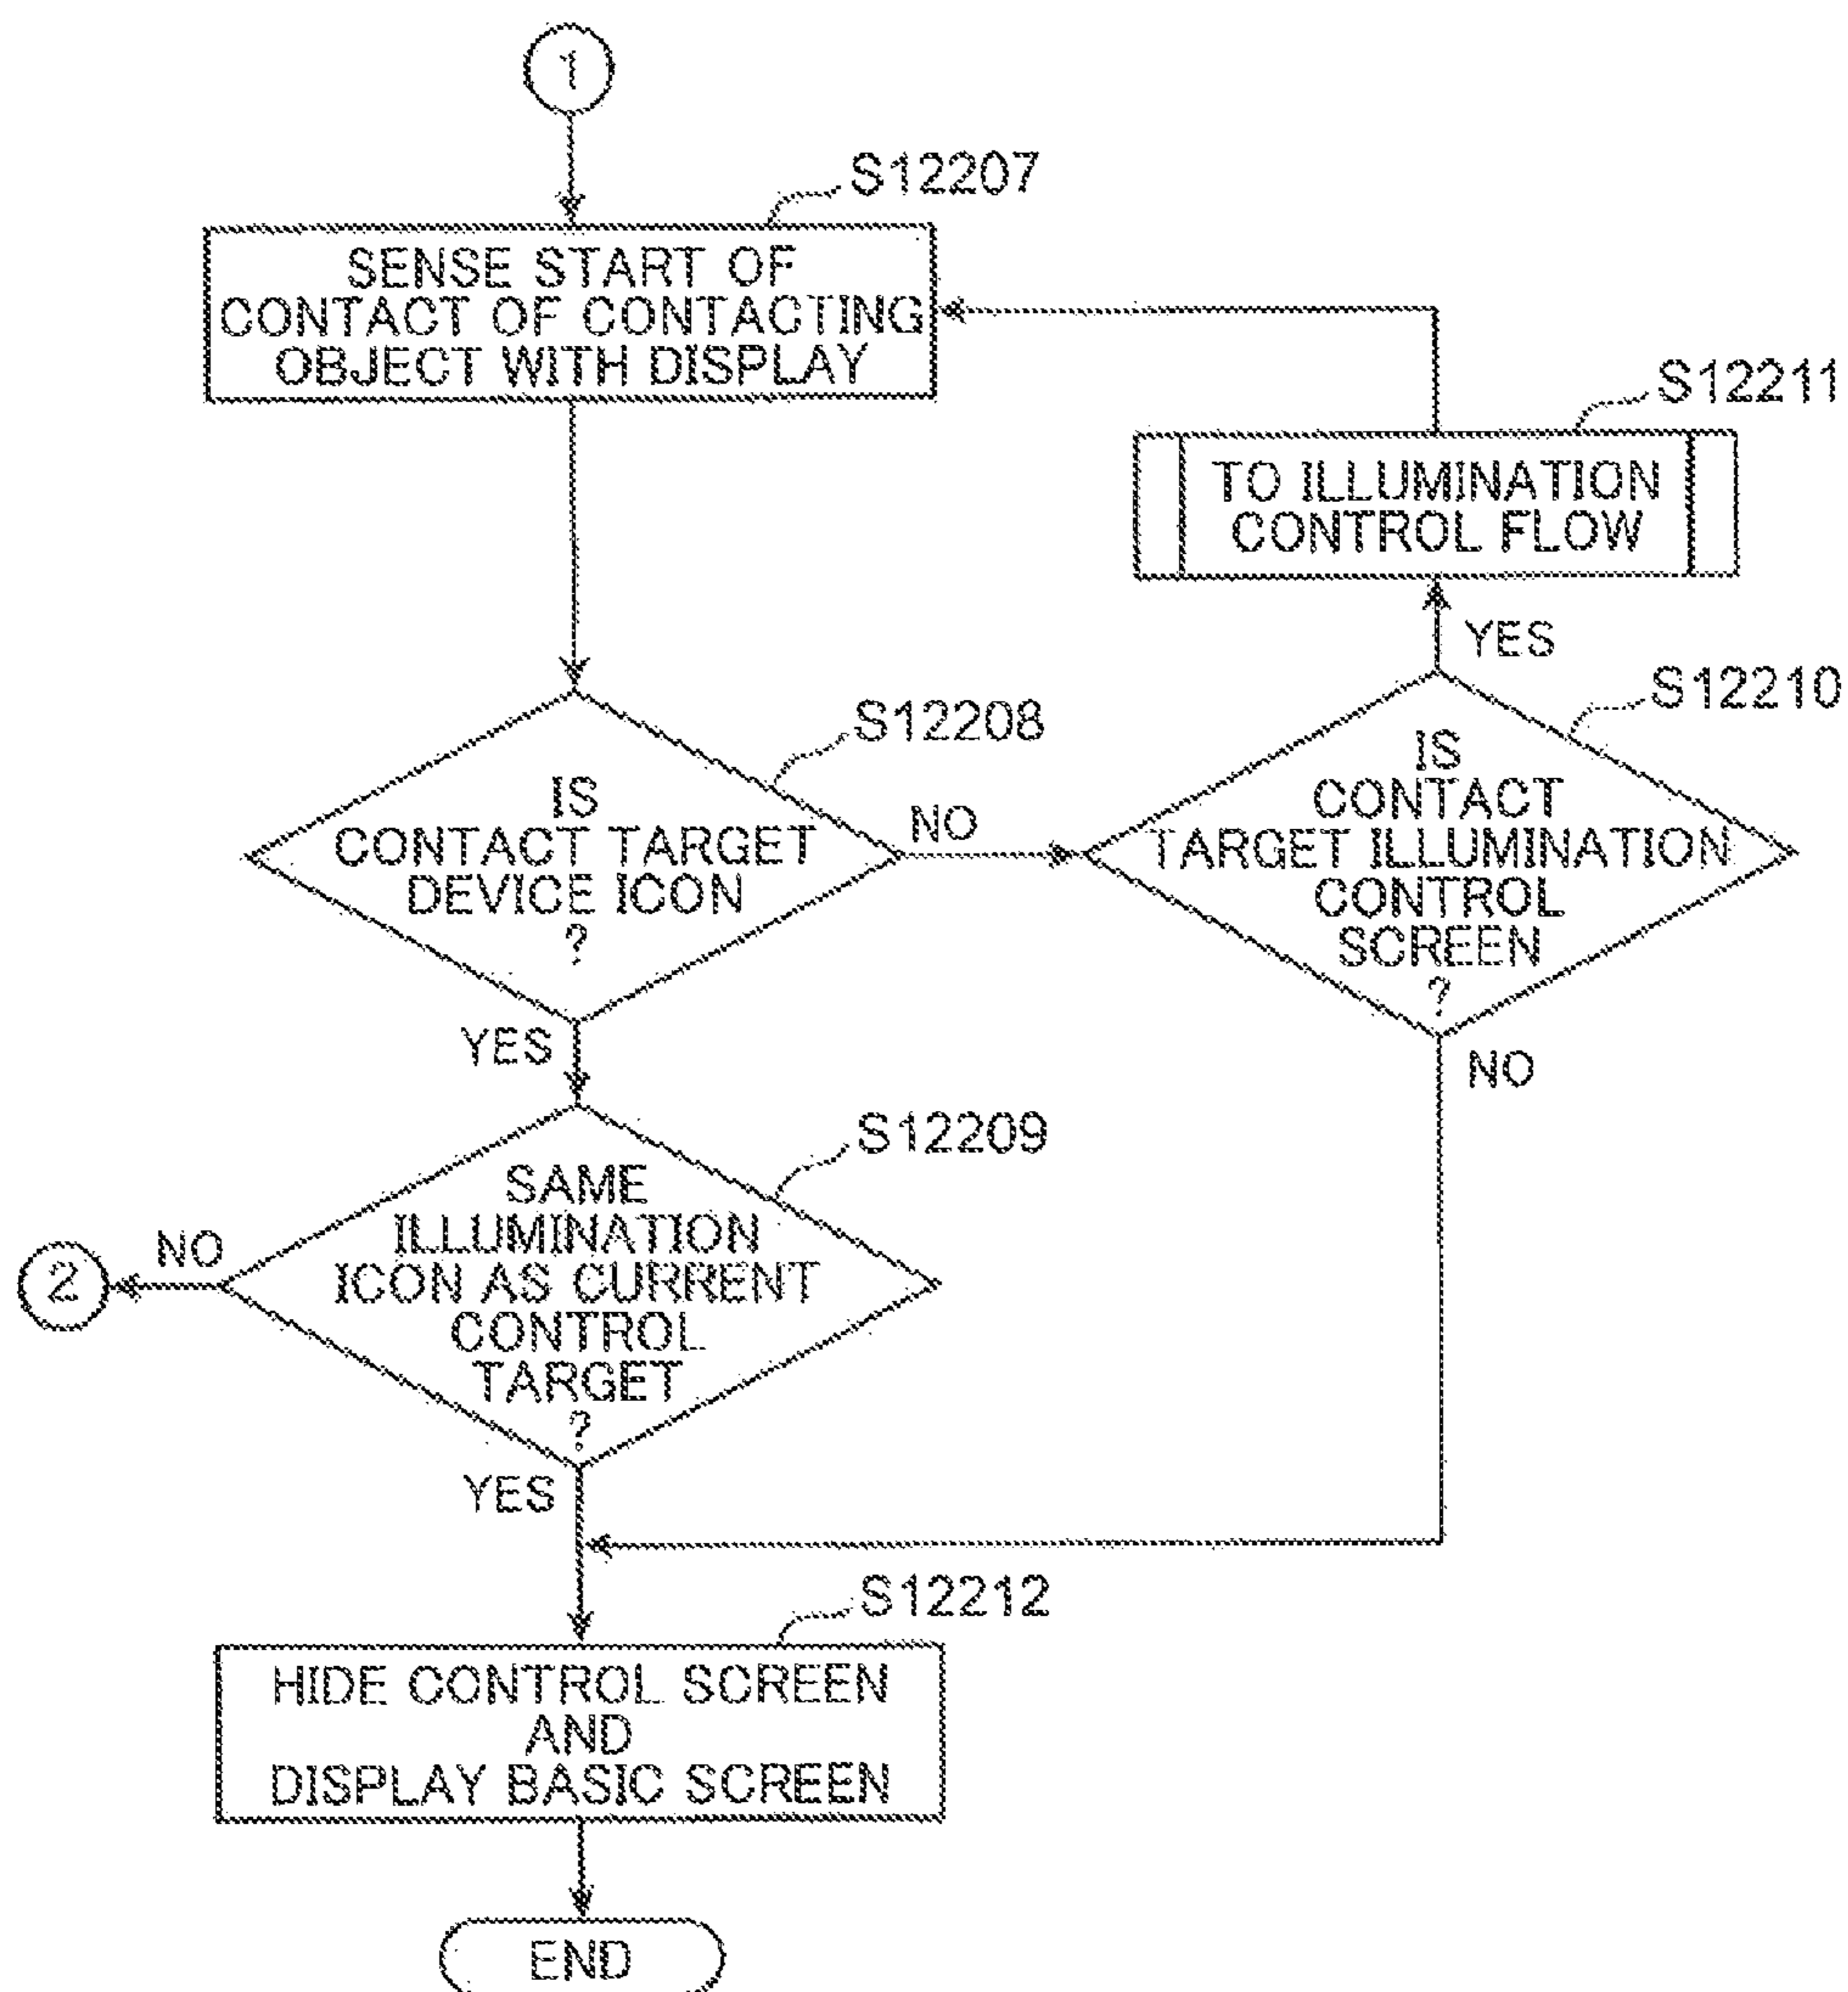 1
S12207
SENSE START OF
CONTACT OF CONTACTING
OBJECT WITH DISPLAY
S12211
TO ILLUMINATION
CONTROL FLOW
YES
S12210
IS
CONTACT
TARGET ILLUMINATION
CONTROL
SCREEN
?
NO
S12208
IS
CONTACT TARGET
DEVICE ICON
?
NO
YES
S12209
SAME
ILLUMINATION
ICON AS CURRENT
CONTROL
TARGET
?
NO
2
YES
S12212
HIDE CONTROL SCREEN
AND
DISPLAY BASIC SCREEN
END